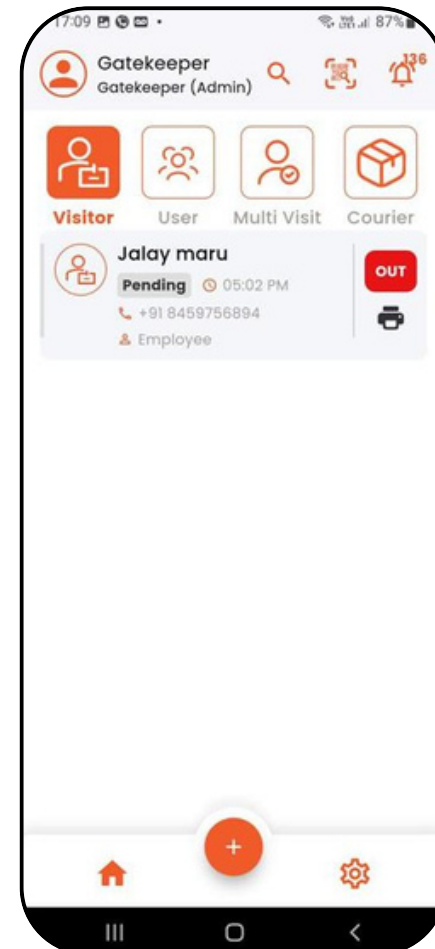 17:09 87%
Gatekeeper
Gatekeeper (Admin)
136
Visitor User Multi Visit Courier
Jalay maru
Pending 05:02 PM
OUT
+91 8459756894
Employee
+